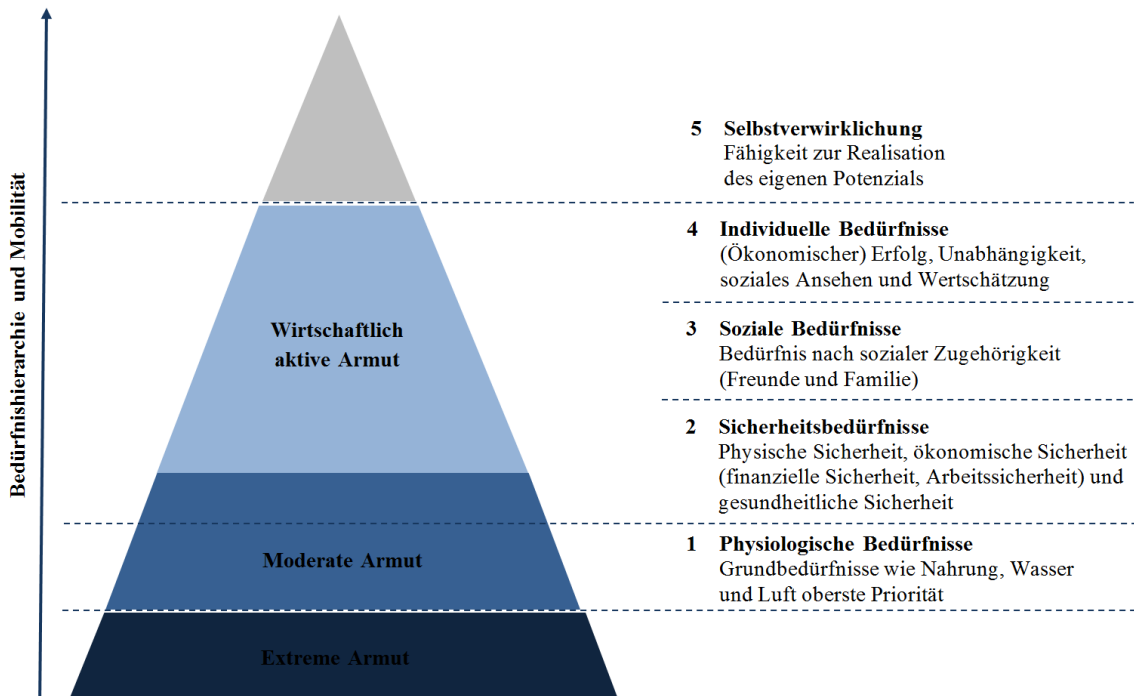 Bedürfnishierarchie und Mobilität
5 Selbstverwirklichung
Fähigkeit zur Realisation
des eigenen Potenzials
4 Individuelle Bedürfnisse
(Ökonomischer) Erfolg, Unabhängigkeit,
soziales Ansehen und Wertschätzung
Wirtschaftlich
aktive Armut
3 Soziale Bedürfnisse
Bedürfnis nach sozialer Zugehörigkeit
(Freunde und Familie)
2 Sicherheitsbedürfnisse
Physische Sicherheit, ökonomische Sicherheit
(finanzielle Sicherheit, Arbeitssicherheit) und
gesundheitliche Sicherheit
Moderate Armut
1 Physiologische Bedürfnisse
Grundbedürfnisse wie Nahrung, Wasser
und Luft oberste Priorität
Extreme Armut